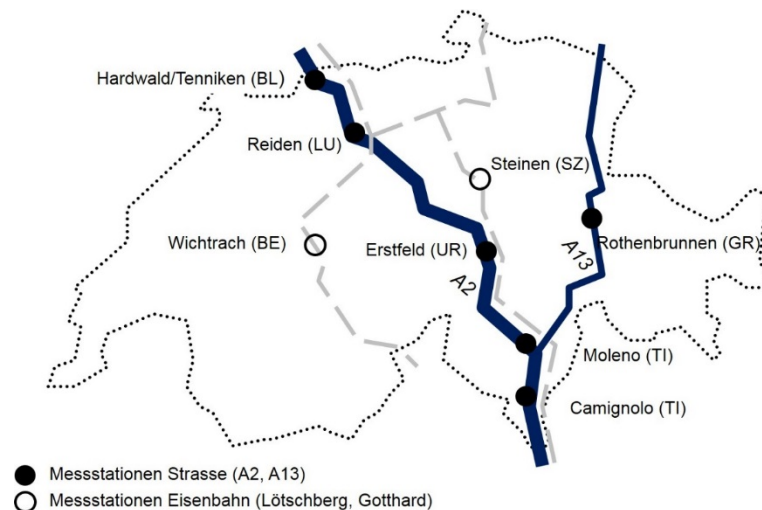 Hardwald/Tenniken (BL)
Reiden (LU)
Steinen (SZ)
Wichtrach (BE)
Erstfeld (UR)
Rothenbrunnen (GR)
A13
A2
Moleno (TI)
Camignolo (TI)
Messstationen Strasse (A2, A13)
Messstationen Eisenbahn (Lötschberg, Gotthard)